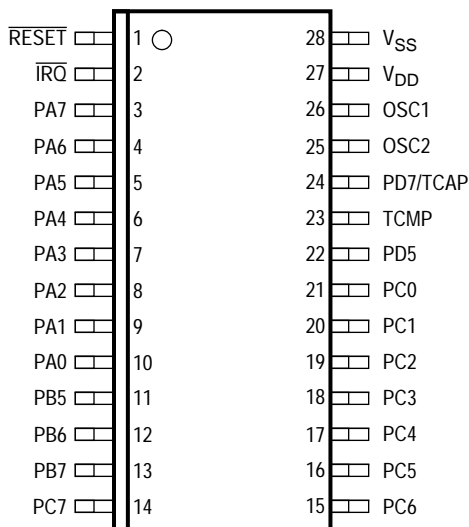 RESET 1 28 VSS
IRQ 2 27 VDD
PA7 3 26 OSC1
PA6 4 25 OSC2
PA5 5 24 PD7/TCAP
PA4 6 23 TCMP
PA3 7 22 PD5
PA2 8 21 PC0
PA1 9 20 PC1
PA0 10 19 PC2
PB5 11 18 PC3
PB6 12 17 PC4
PB7 13 16 PC5
PC7 14 15 PC6